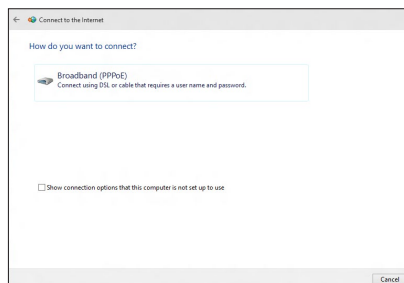 Connect to the Internet
How do you want to connect?
Broadband (PPPoE)
Connect using DSL or cable that requires a user name and password.
Show connection options that this computer is not set up to use
Cancel